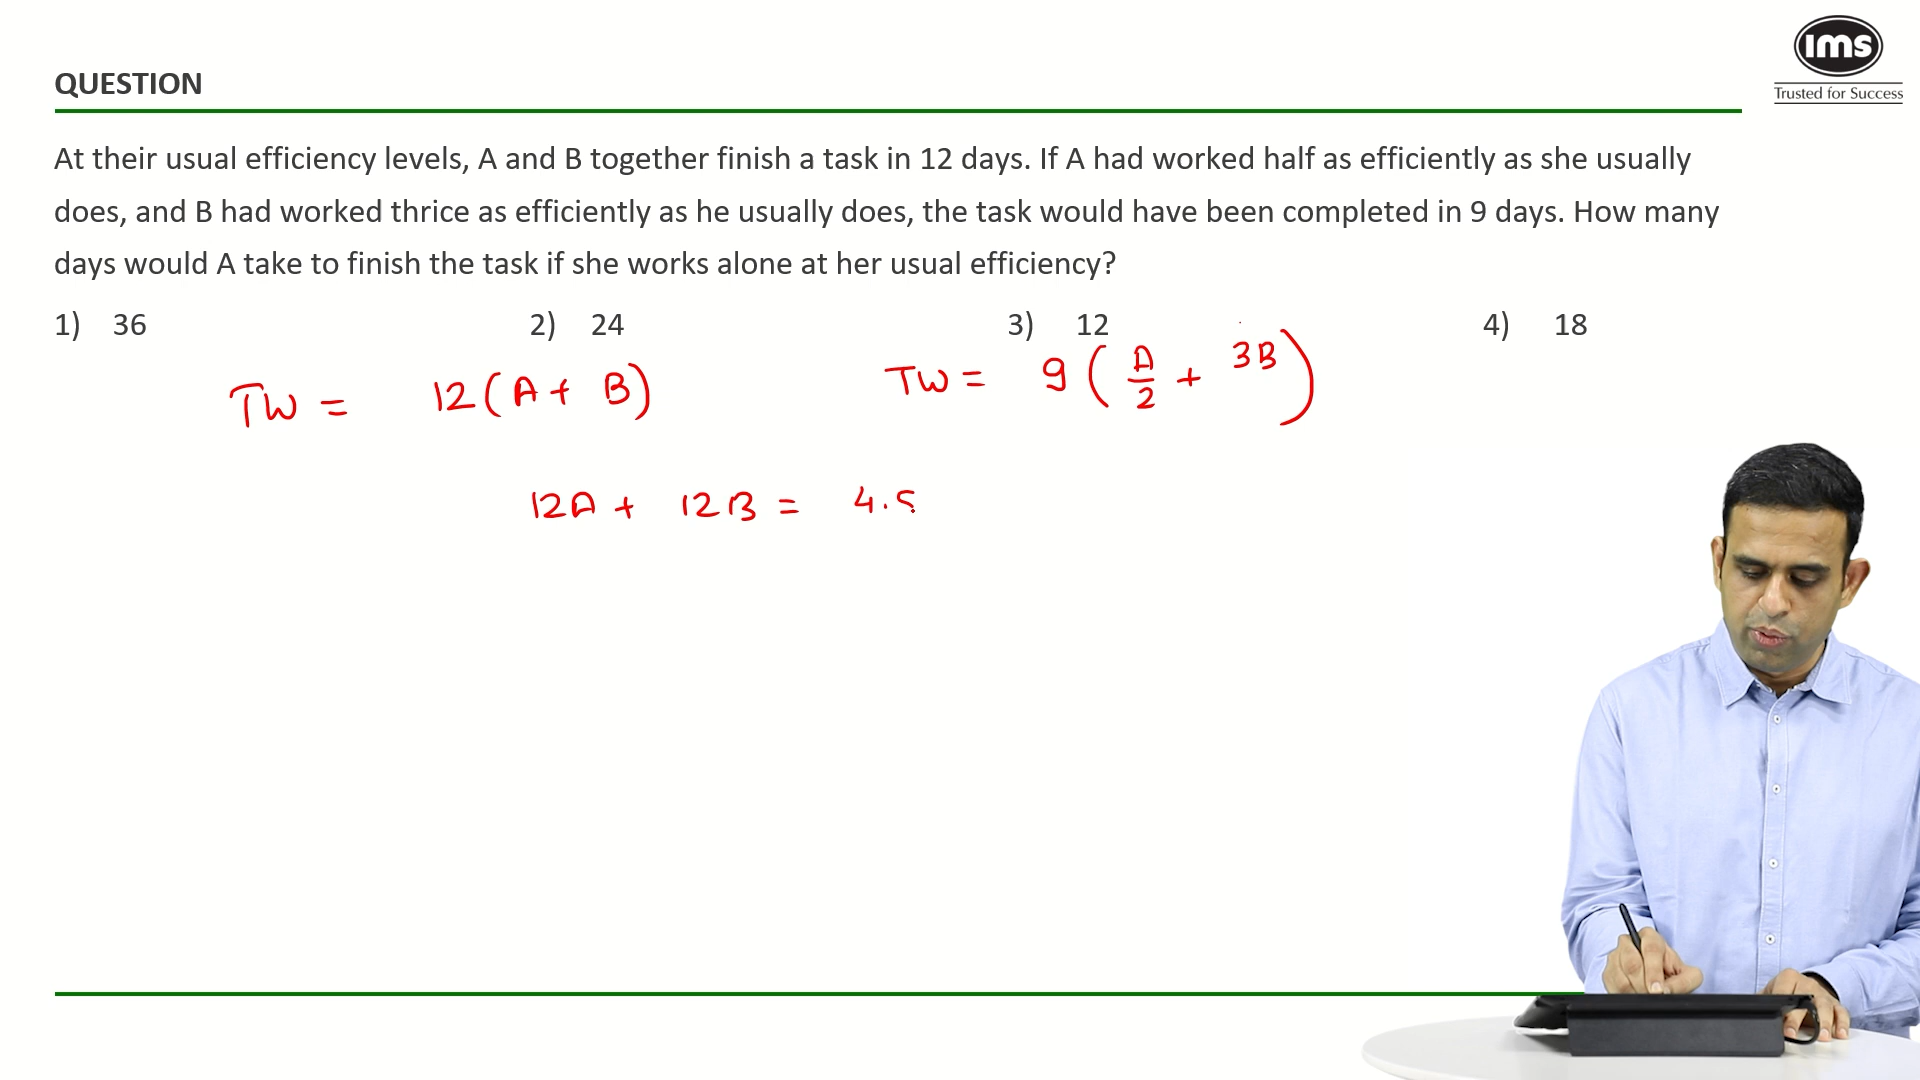 ims
Trusted for Success
QUESTION
At their usual efficiency levels, A and B together finish a task in 12 days. If A had worked half as efficiently as she usually
does, and B had worked thrice as efficiently as he usually does, the task would have been completed in 9 days. How many
days would A take to finish the task if she works alone at her usual efficiency?
1) 36 2) 24 3) 12 4) 18
TW = 12(A + B) TW = 9(A/2 + 3B)
12A + 12B = 4.5